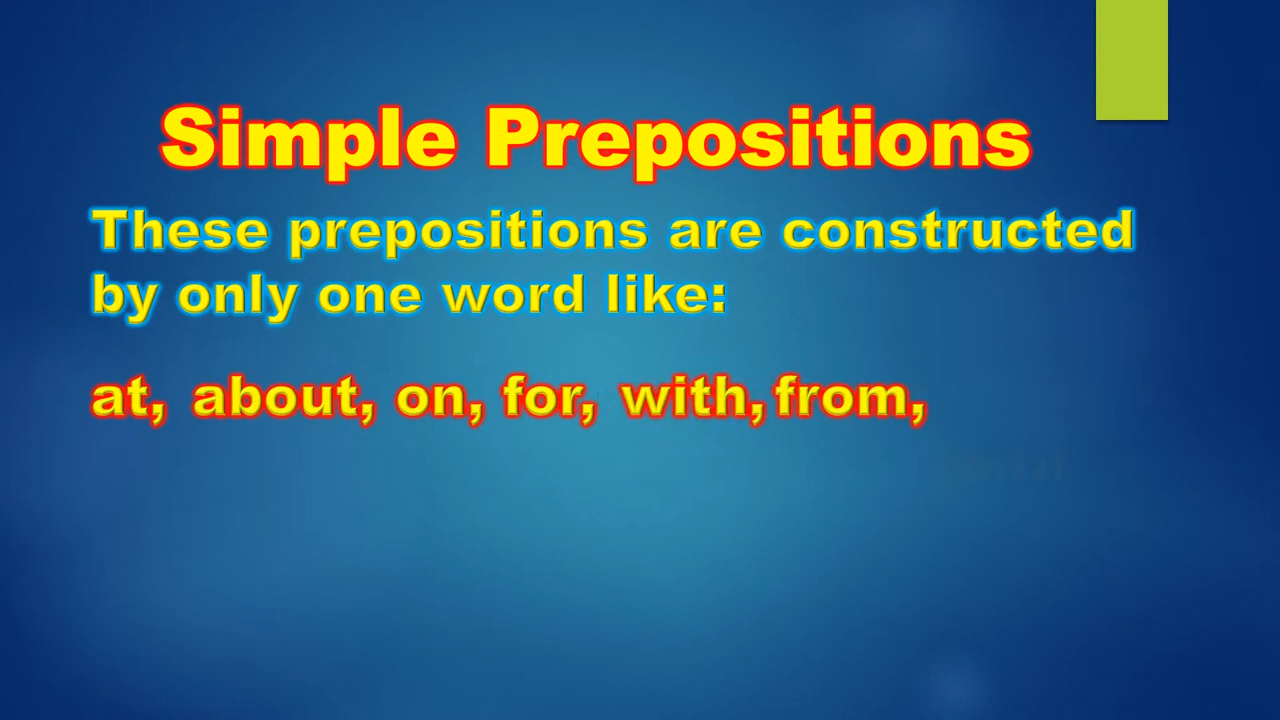 Simple Prepositions
These prepositions are constructed
by only one word like:
at, about, on, for, with, from,